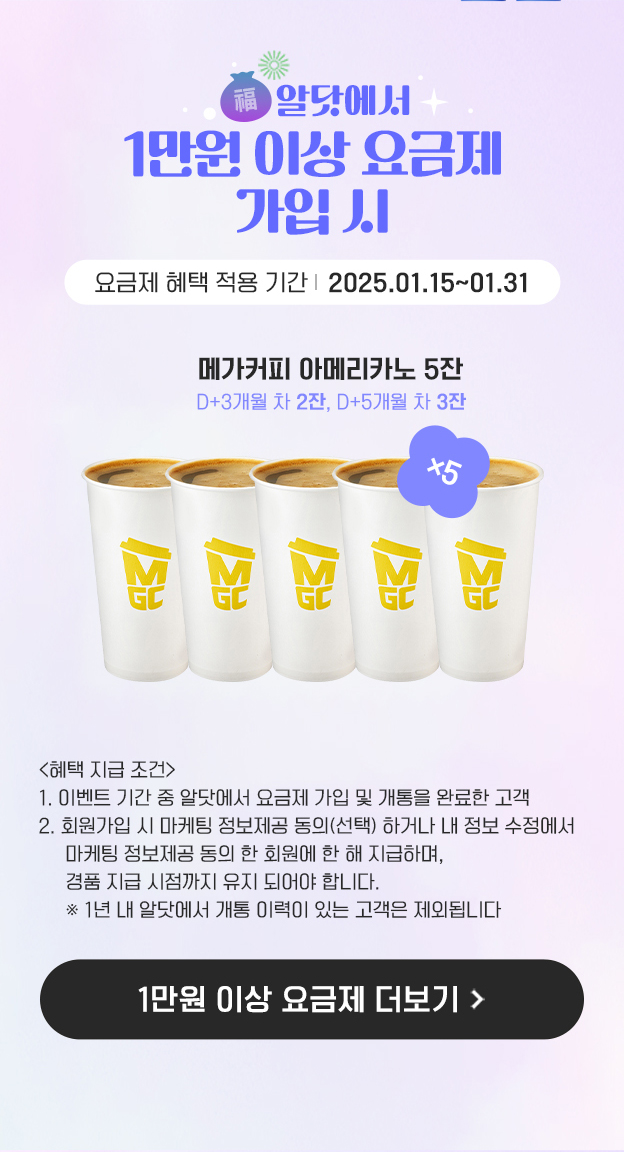 福 알닷에서
1만원 이상 요금제
가입 시
요금제 혜택 적용 기간 | 2025.01.15~01.31
메가커피 아메리카노 5잔
D+3개월 차 2잔, D+5개월 차 3잔
×5
M M M M M
GC GC GC GC GC
<혜택 지급 조건>
1. 이벤트 기간 중 알닷에서 요금제 가입 및 개통을 완료한 고객
2. 회원가입 시 마케팅 정보제공 동의(선택) 하거나 내 정보 수정에서
마케팅 정보제공 동의 한 회원에 한 해 지급하며,
경품 지급 시점까지 유지 되어야 합니다.
※ 1년 내 알닷에서 개통 이력이 있는 고객은 제외됩니다
1만원 이상 요금제 더보기 >